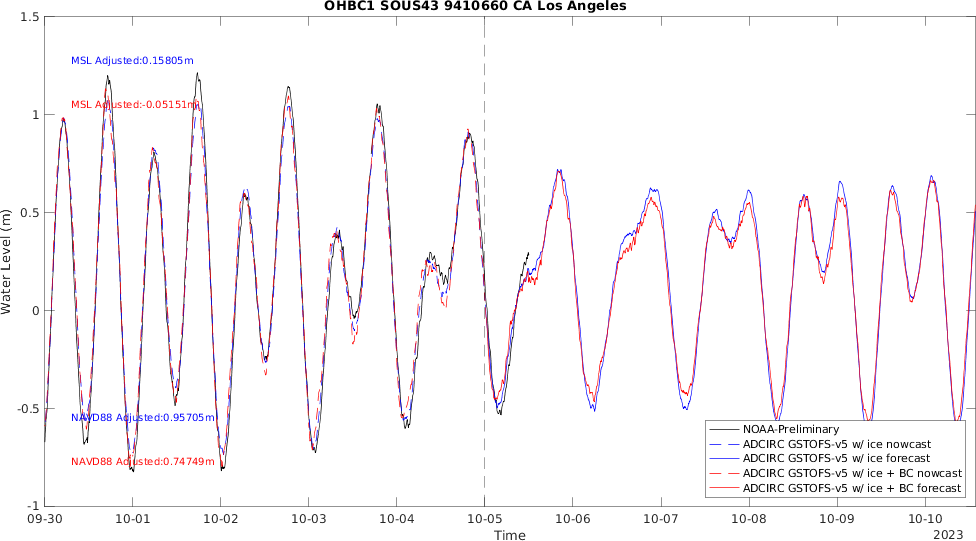 OHBC1 SOUS43 9410660 CA Los Angeles
1.5
1
0.5
0
-0.5
-1
Water Level (m)
MSL Adjusted:0.15805m
MSL Adjusted:-0.05151m
NAVD88 Adjusted:0.95705m
NAVD88 Adjusted:0.74749m
NOAA-Preliminary
ADCIRC GSTOFS-v5 w/ ice nowcast
ADCIRC GSTOFS-v5 w/ ice forecast
ADCIRC GSTOFS-v5 w/ ice + BC nowcast
ADCIRC GSTOFS-v5 w/ ice + BC forecast
09-30 10-01 10-02 10-03 10-04 10-05 10-06 10-07 10-08 10-09 10-10
Time
2023